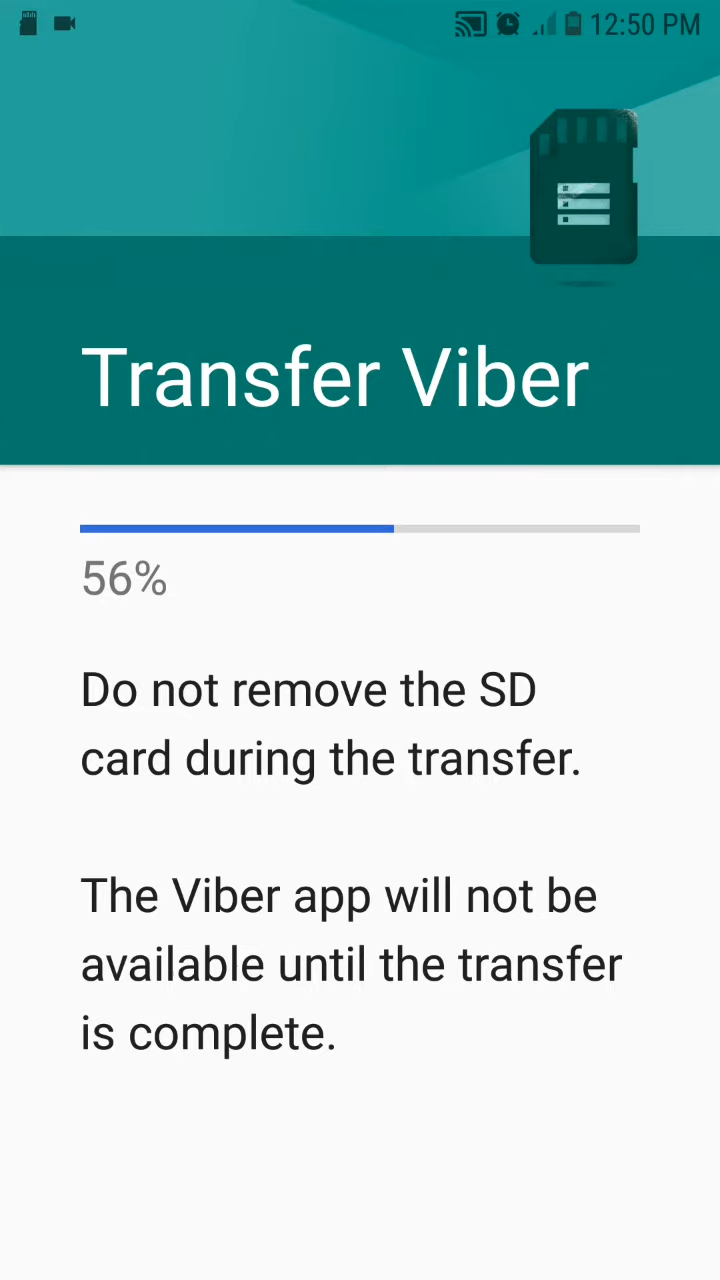 12:50 PM
Transfer Viber
56%
Do not remove the SD
card during the transfer.
The Viber app will not be
available until the transfer
is complete.